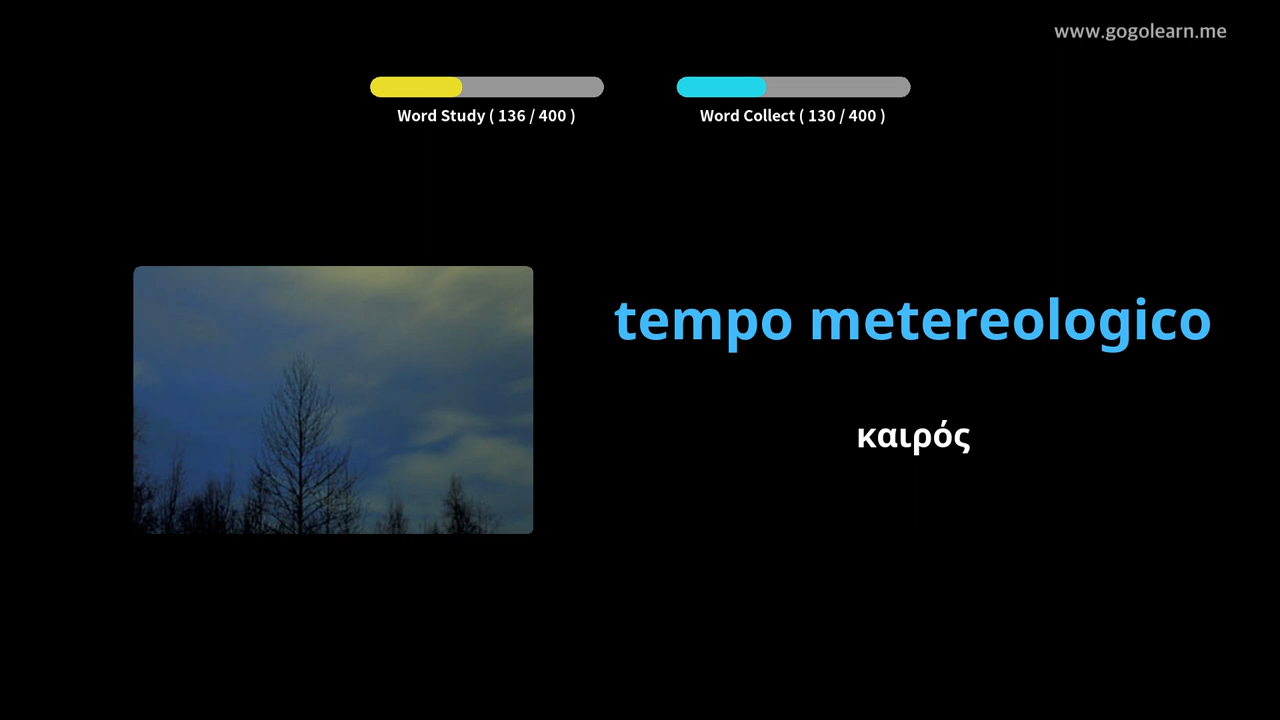 www.gogolearn.me
Word Study ( 136 / 400 )
Word Collect ( 130 / 400 )
tempo metereologico
καιρός